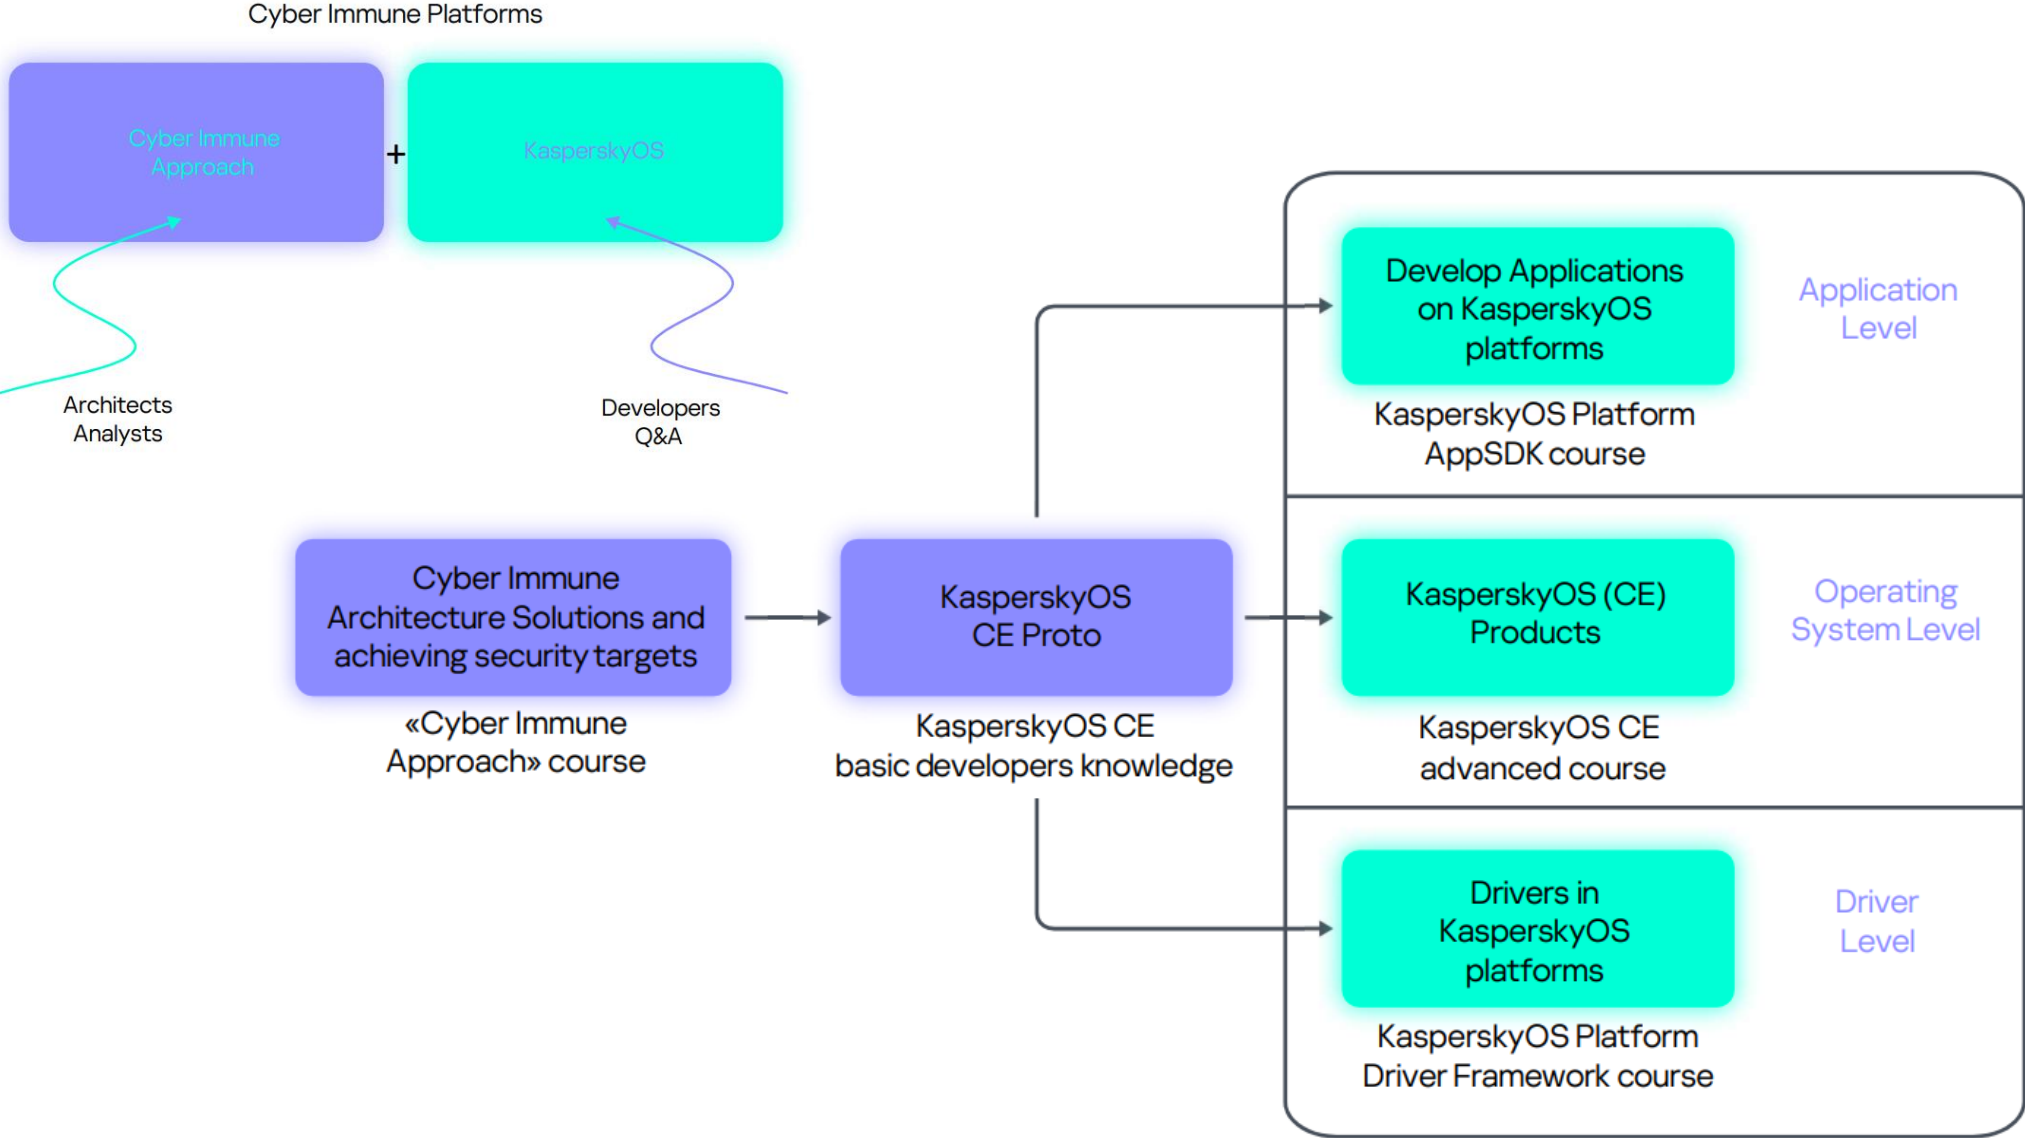 Cyber Immune Platforms
Cyber Immune
Approach
+
KasperskyOS
Architects
Analysts
Developers
Q&A
Cyber Immune
Architecture Solutions and
achieving security targets
«Cyber Immune
Approach» course
KasperskyOS
CE Proto
KasperskyOS CE
basic developers knowledge
Develop Applications
on KasperskyOS
platforms
KasperskyOS Platform
AppSDK course
Application
Level
KasperskyOS (CE)
Products
KasperskyOS CE
advanced course
Operating
System Level
Drivers in
KasperskyOS
platforms
KasperskyOS Platform
Driver Framework course
Driver
Level